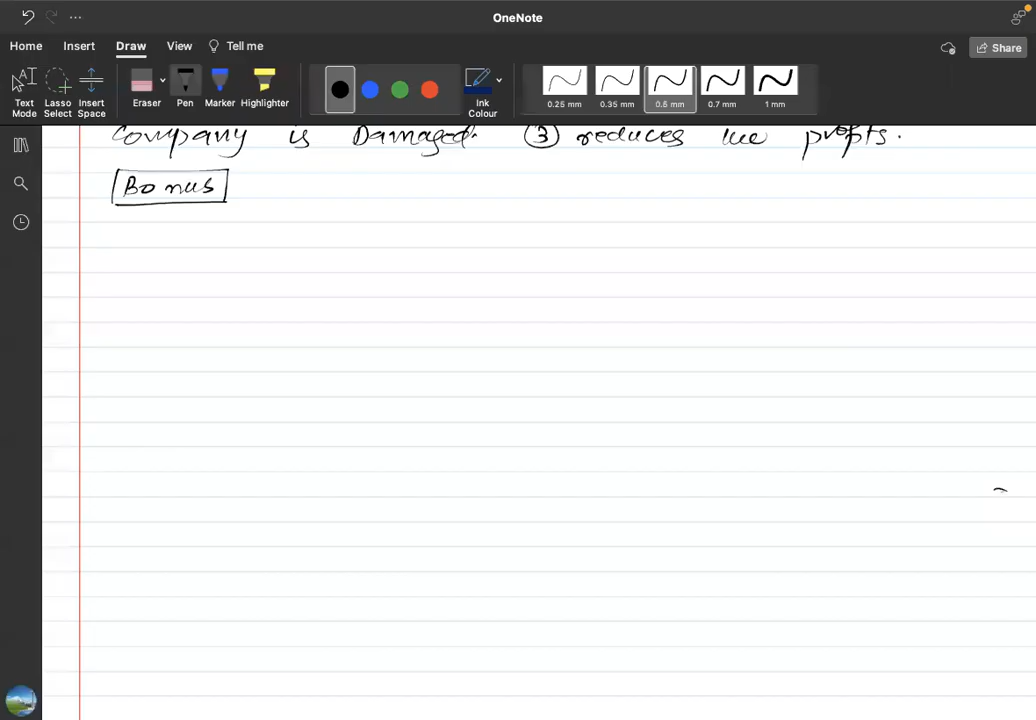 OneNote
Home Insert Draw View Tell me
Share
Text Mode
Lasso Select
Insert Space
Eraser
Pen
Marker
Highlighter
Ink Colour
0.25 mm 0.35 mm 0.5 mm 0.7 mm 1 mm
Company is Damaged. ③ reduces the profits.
Bonus